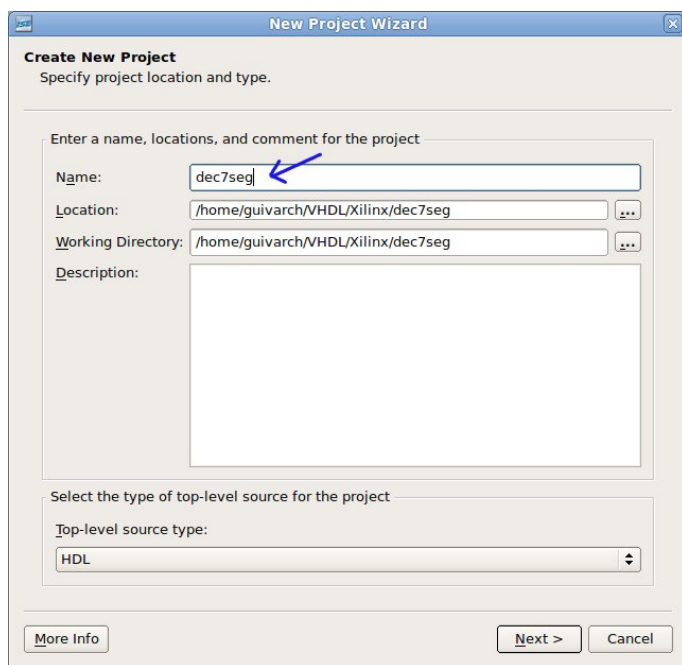 ISE
New Project Wizard
Create New Project
Specify project location and type.
Enter a name, locations, and comment for the project
Name:
dec7seg
Location:
/home/guivarch/VHDL/Xilinx/dec7seg
...
Working Directory:
/home/guivarch/VHDL/Xilinx/dec7seg
...
Description:
Select the type of top-level source for the project
Top-level source type:
HDL
More Info
Next >
Cancel